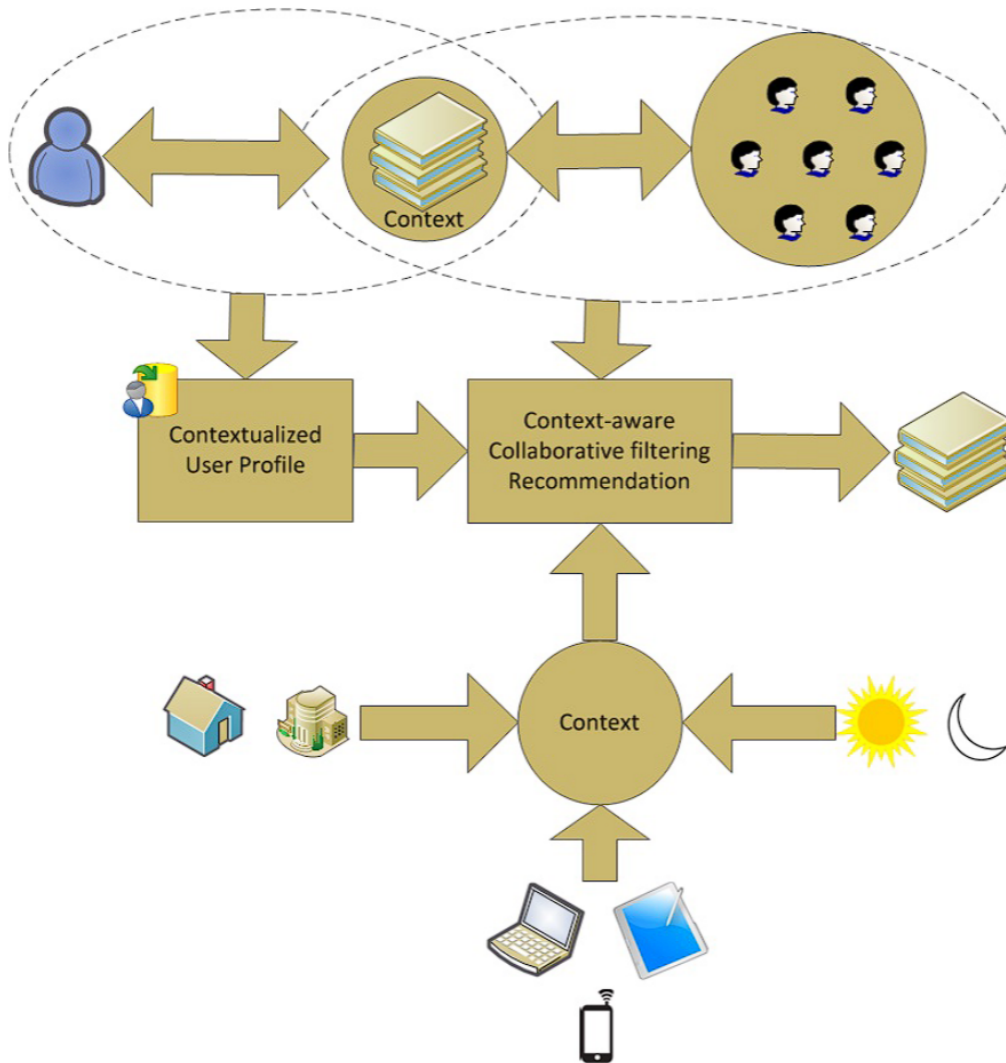 Context
Contextualized
User Profile
Context-aware
Collaborative filtering
Recommendation
Context